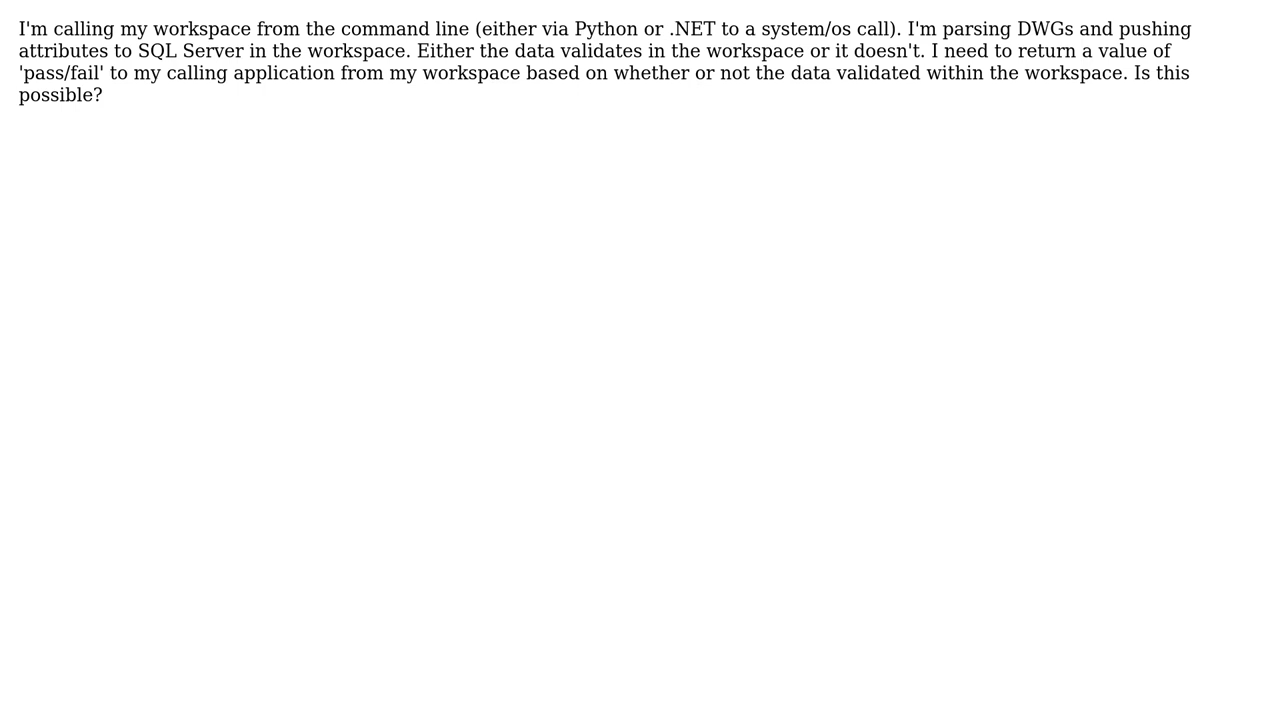 I'm calling my workspace from the command line (either via Python or .NET to a system/os call). I'm parsing DWGs and pushing
attributes to SQL Server in the workspace. Either the data validates in the workspace or it doesn't. I need to return a value of
'pass/fail' to my calling application from my workspace based on whether or not the data validated within the workspace. Is this
possible?